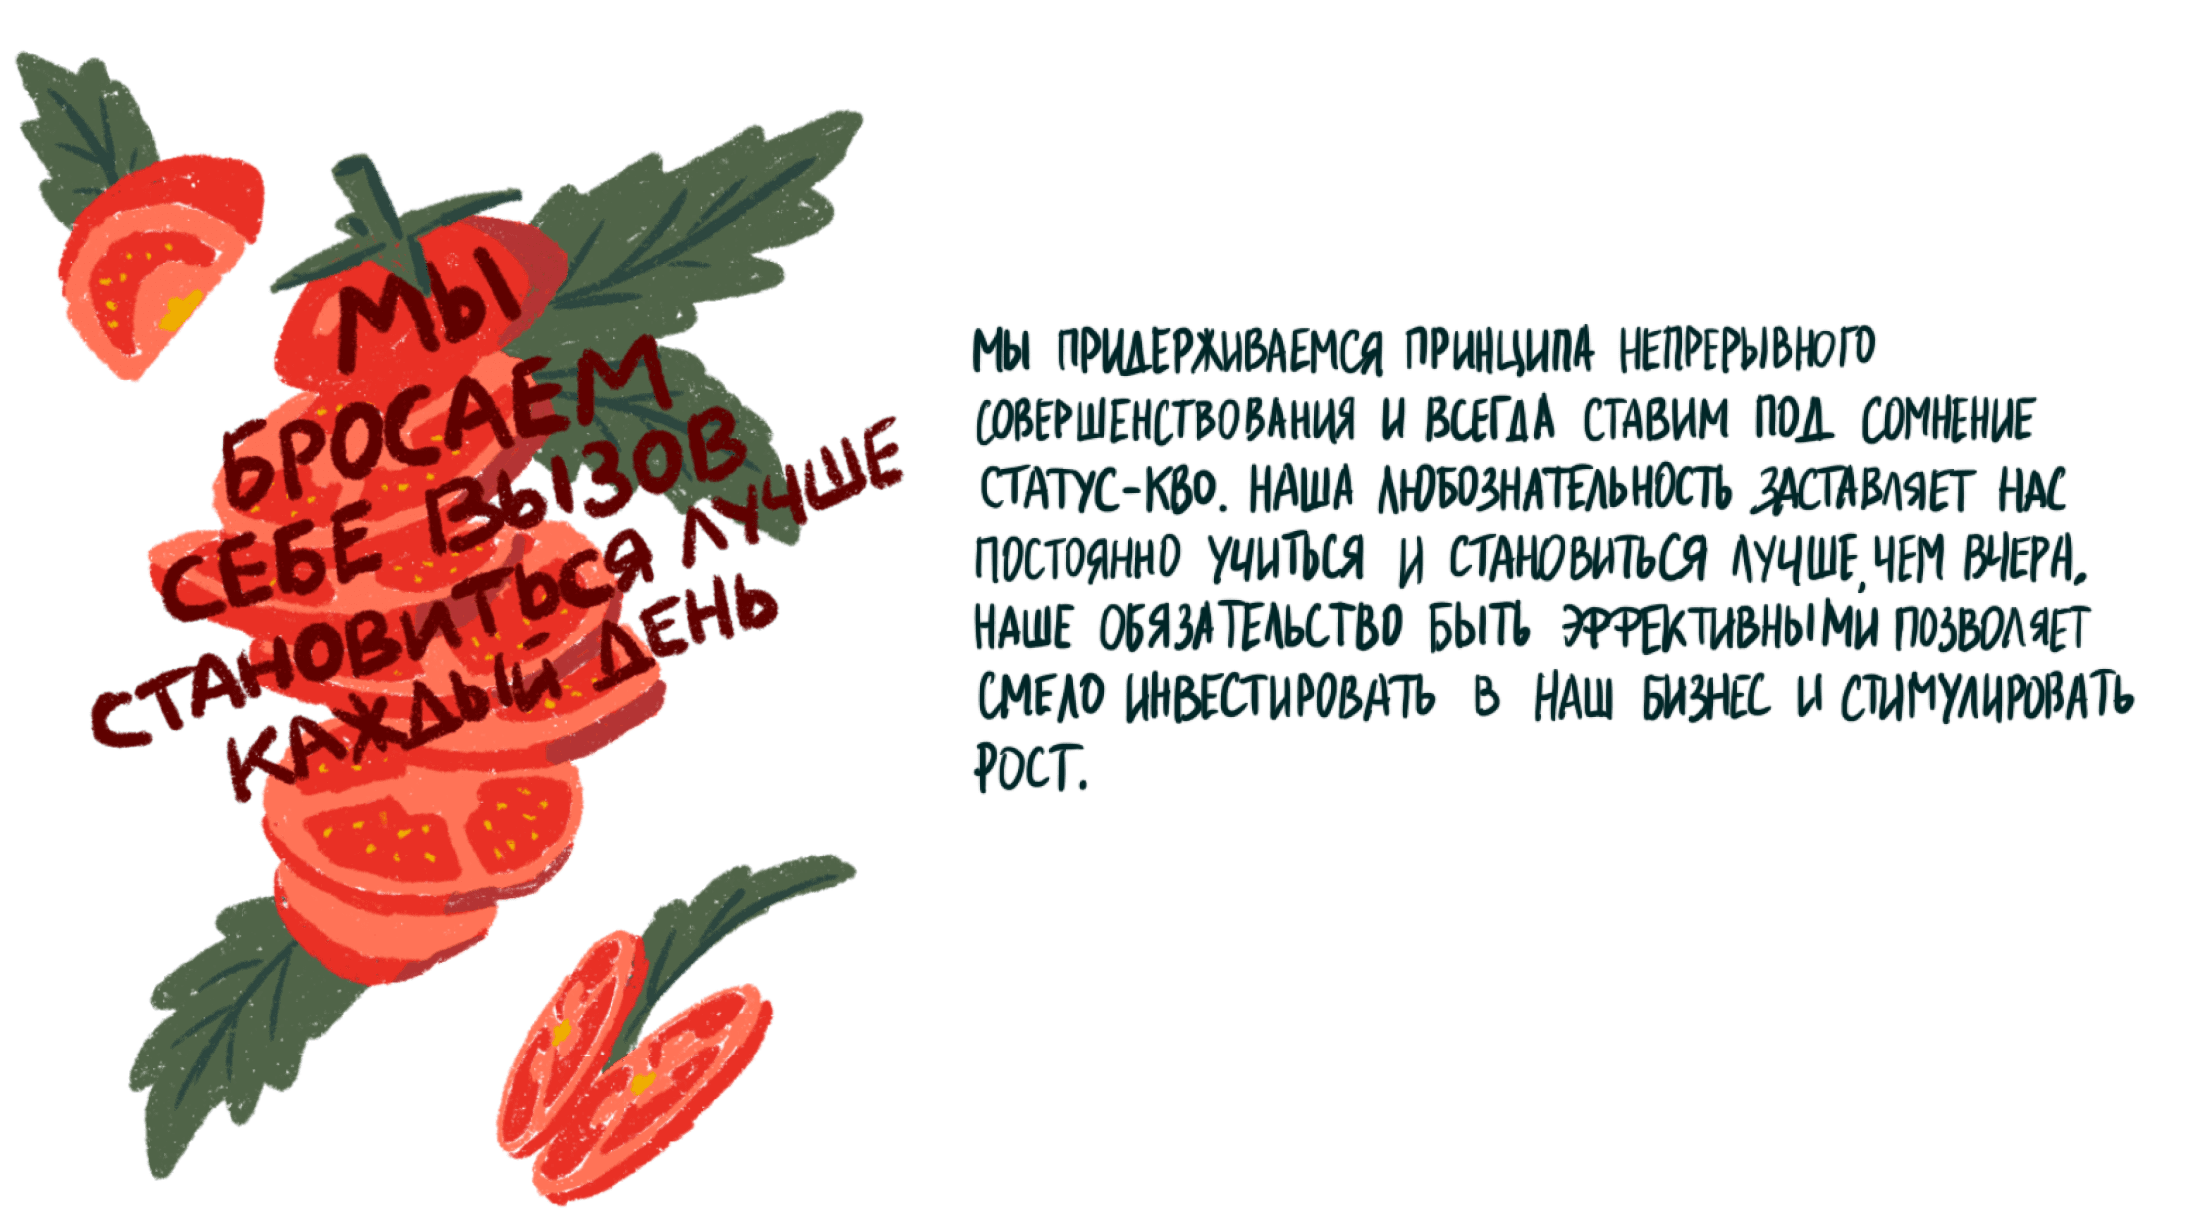 МЫ
БРОСАЕМ
СЕБЕ ВЫЗОВ
СТАНОВИТЬСЯ ЛУЧШЕ
КАЖДЫЙ ДЕНЬ
МЫ ПРИДЕРЖИВАЕМСЯ ПРИНЦИПА НЕПРЕРЫВНОГО
СОВЕРШЕНСТВОВАНИЯ И ВСЕГДА СТАВИМ ПОД СОМНЕНИЕ
СТАТУС-КВО. НАША ЛЮБОЗНАТЕЛЬНОСТЬ ЗАСТАВЛЯЕТ НАС
ПОСТОЯННО УЧИТЬСЯ И СТАНОВИТЬСЯ ЛУЧШЕ, ЧЕМ ВЧЕРА.
НАШЕ ОБЯЗАТЕЛЬСТВО БЫТЬ ЭФФЕКТИВНЫМИ ПОЗВОЛЯЕТ
СМЕЛО ИНВЕСТИРОВАТЬ В НАШ БИЗНЕС И СТИМУЛИРОВАТЬ
РОСТ.